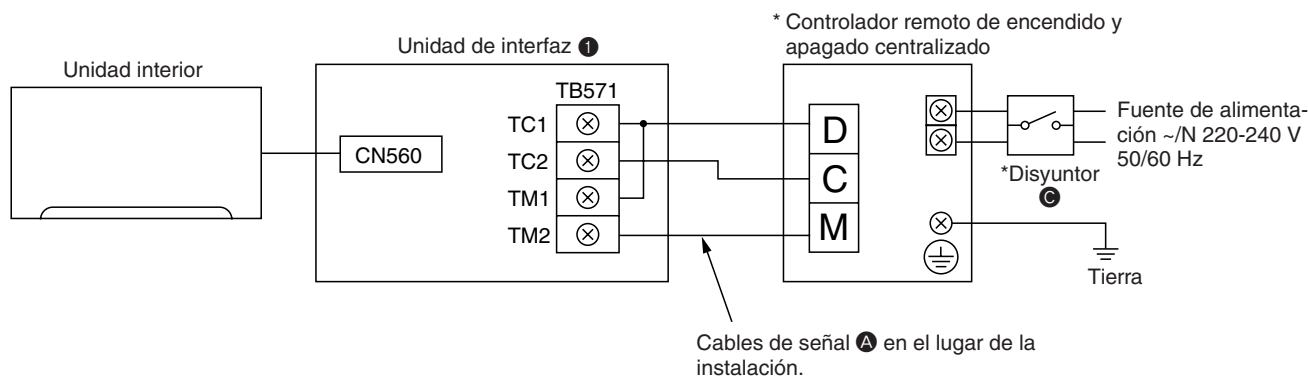 * Controlador remoto de encendido y
apagado centralizado
Unidad de interfaz ❶
Unidad interior
TB571
TC1
TC2
TM1
TM2
CN560
D
C
M
Fuente de alimenta-
ción ~/N 220-240 V
50/60 Hz
*Disyuntor
C
Tierra
Cables de señal A en el lugar de la
instalación.